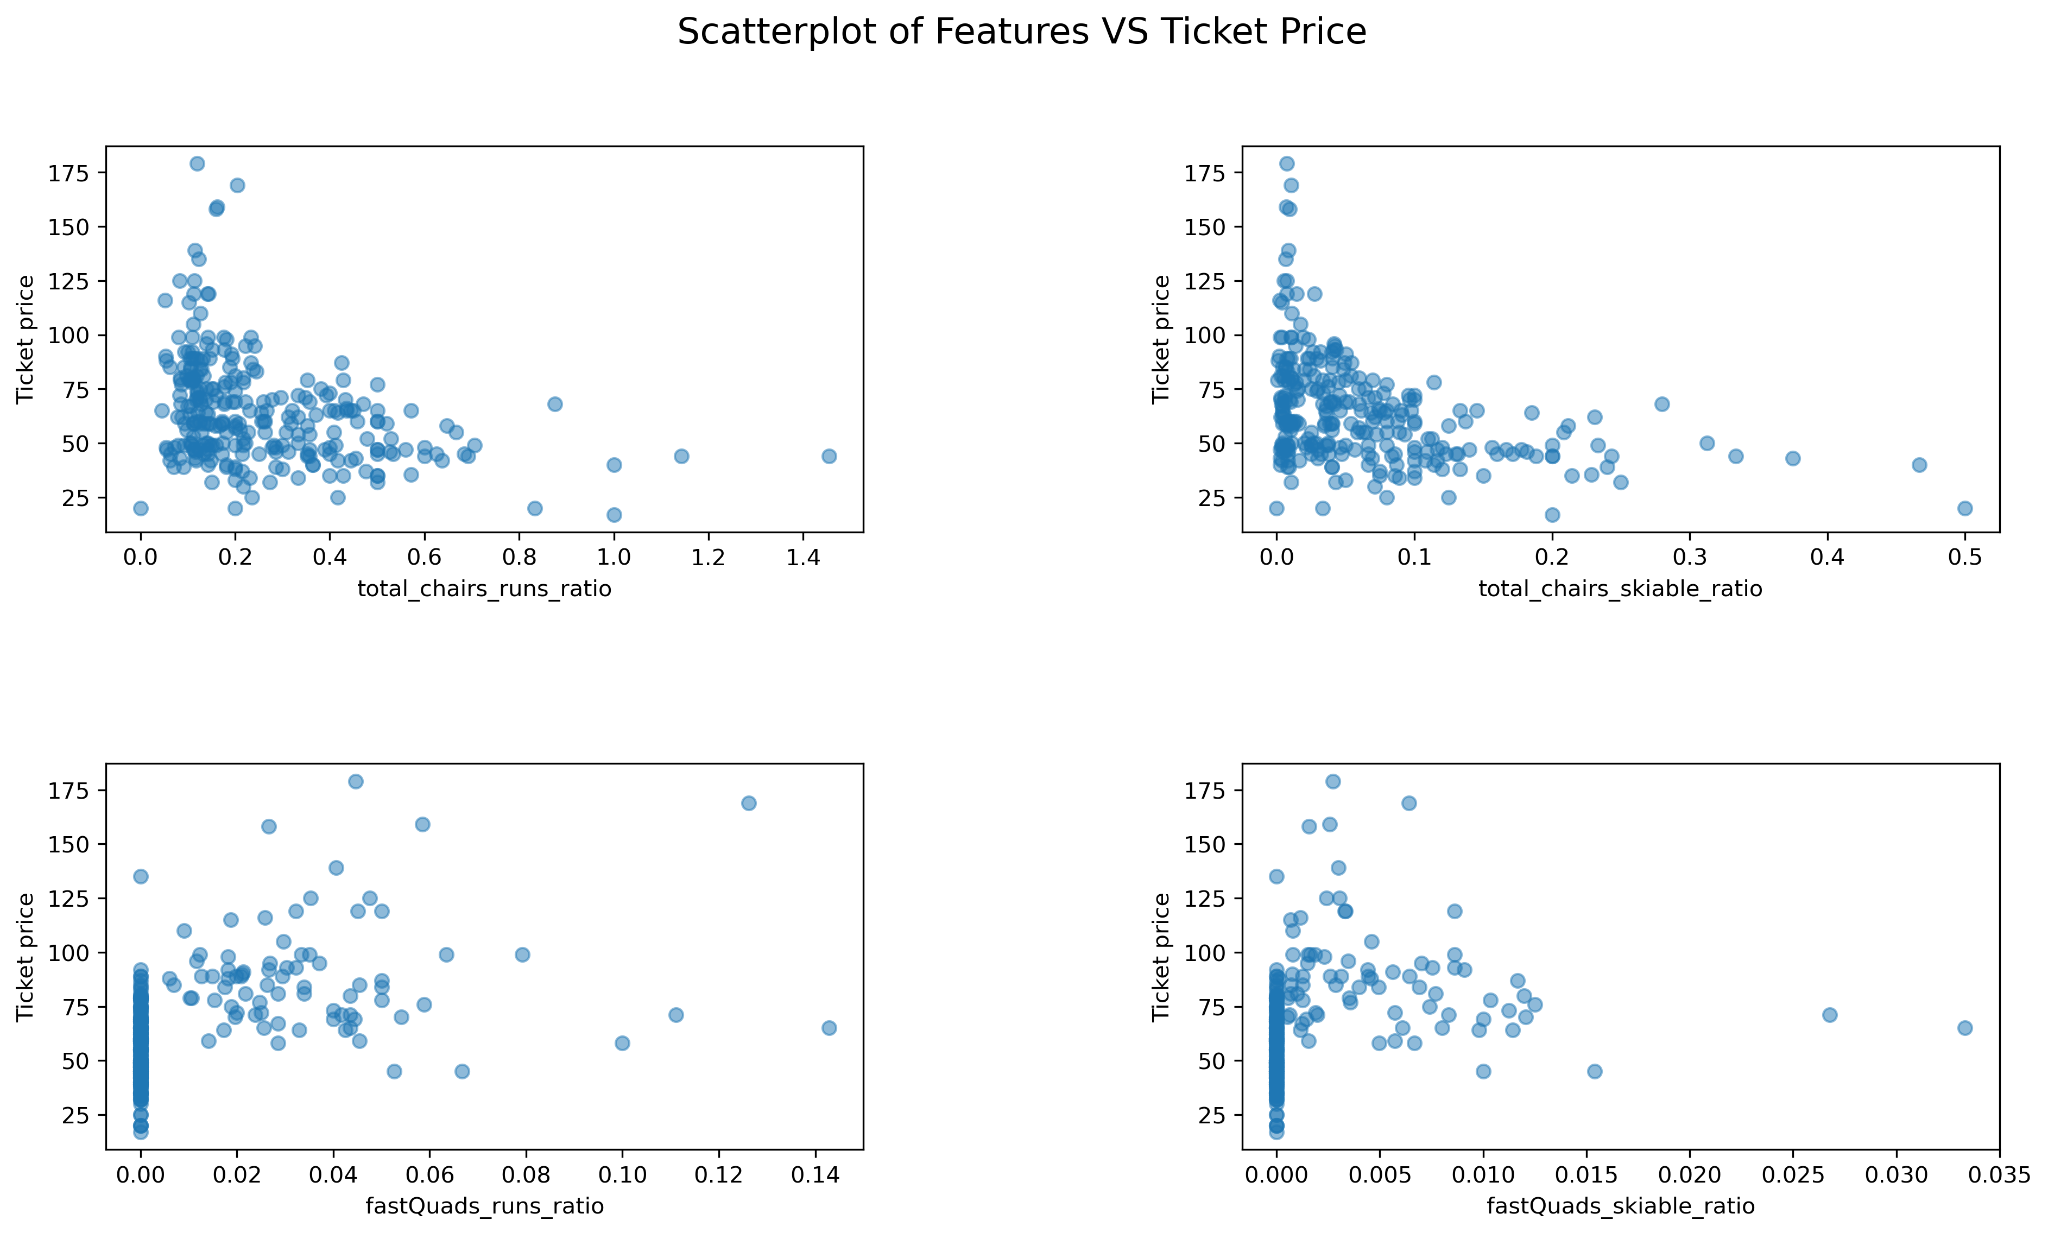 Scatterplot of Features VS Ticket Price
175
150
125
100
75
50
25
Ticket price
0.0 0.2 0.4 0.6 0.8 1.0 1.2 1.4
total_chairs_runs_ratio
175
150
125
100
75
50
25
Ticket price
0.0 0.1 0.2 0.3 0.4 0.5
total_chairs_skiable_ratio
175
150
125
100
75
50
25
Ticket price
0.00 0.02 0.04 0.06 0.08 0.10 0.12 0.14
fastQuads_runs_ratio
175
150
125
100
75
50
25
Ticket price
0.000 0.005 0.010 0.015 0.020 0.025 0.030 0.035
fastQuads_skiable_ratio